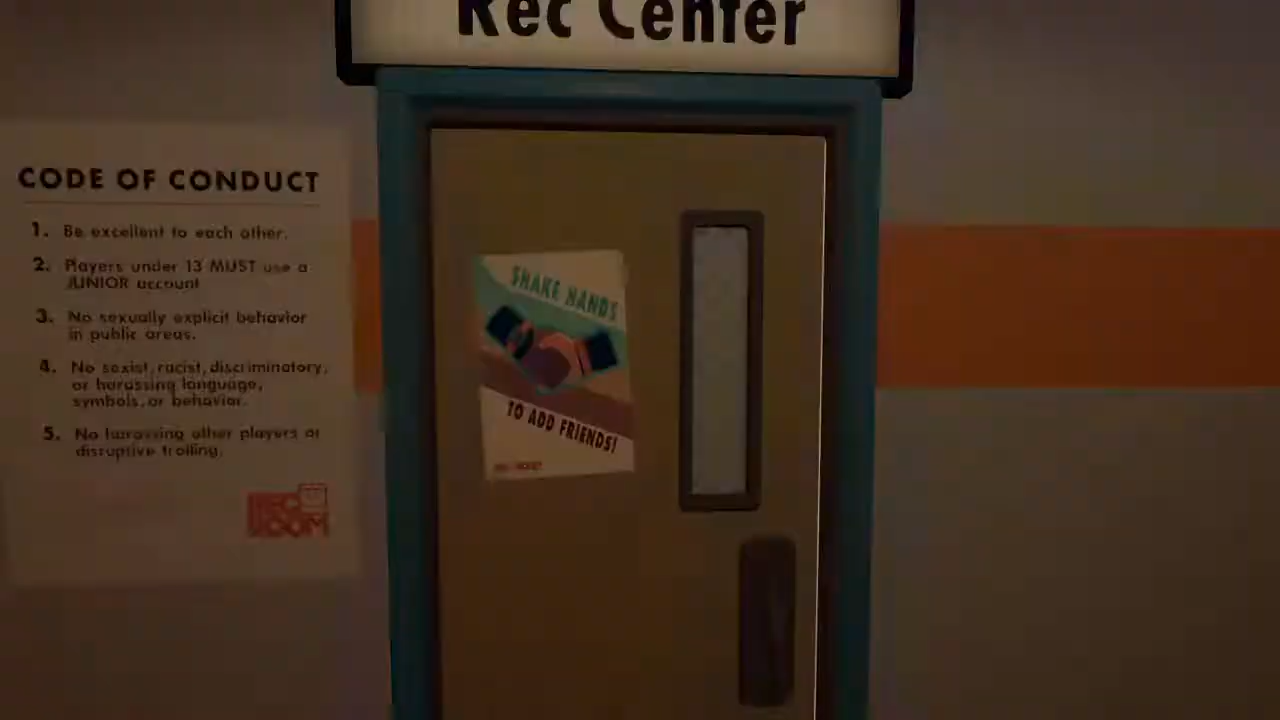 Rec Center
CODE OF CONDUCT
1. Be excellent to each other.
2. Players under 13 MUST use a
JUNIOR account
3. No sexually explicit behavior
in public areas.
4. No sexist, racist, discriminatory,
or harassing language,
symbols, or behavior.
5. No harassing other players or
disruptive trolling.
REC
ROOM
SHAKE HANDS
TO ADD FRIENDS!